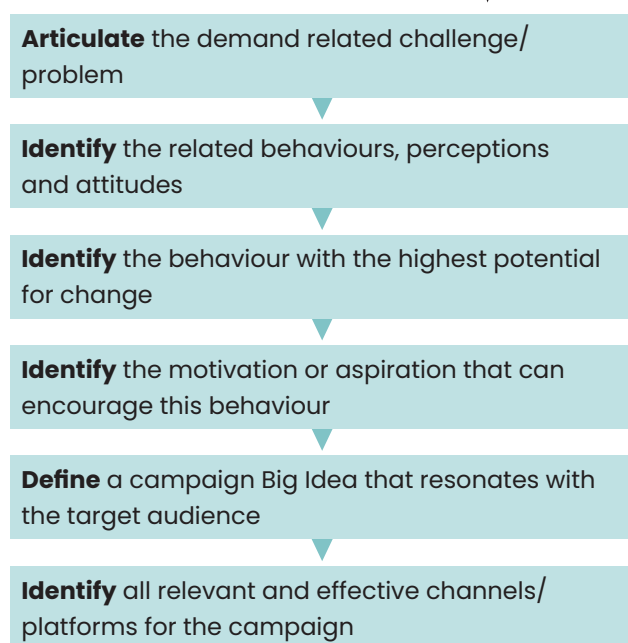 Articulate the demand related challenge/
problem
Identify the related behaviours, perceptions
and attitudes
Identify the behaviour with the highest potential
for change
Identify the motivation or aspiration that can
encourage this behaviour
Define a campaign Big Idea that resonates with
the target audience
Identify all relevant and effective channels/
platforms for the campaign